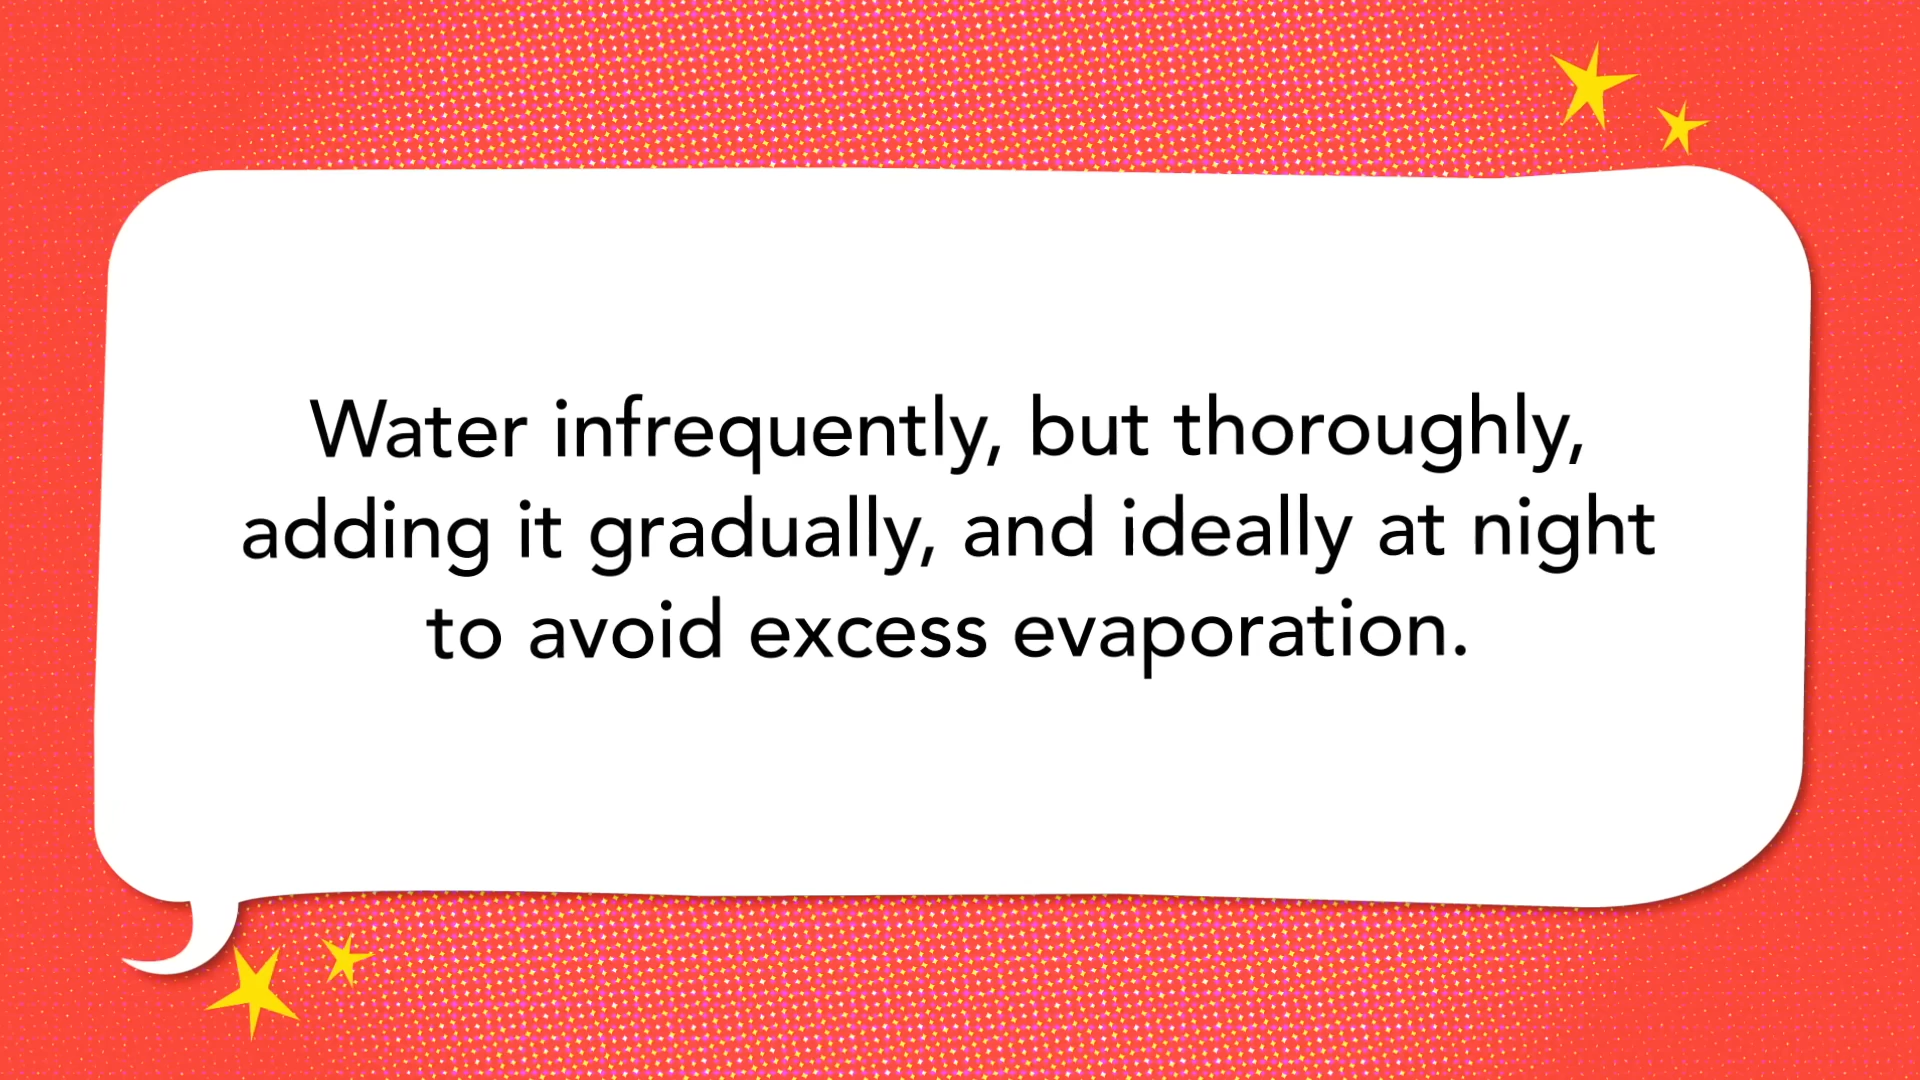 Water infrequently, but thoroughly,
adding it gradually, and ideally at night
to avoid excess evaporation.